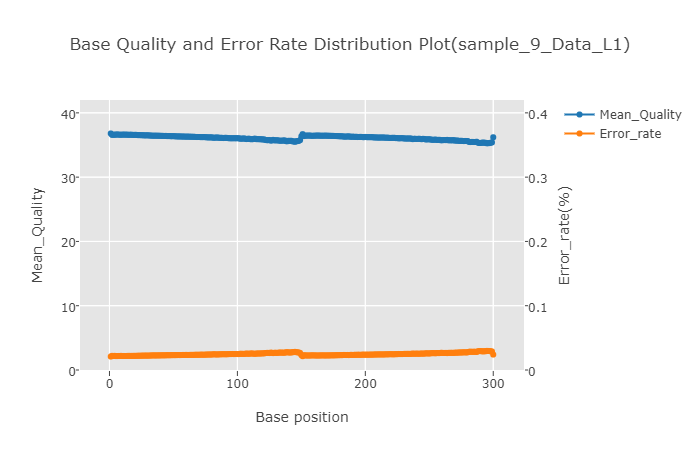 Base Quality and Error Rate Distribution Plot(sample_9_Data_L1)
Mean_Quality
Error_rate
40
30
20
10
0
0.4
0.3
0.2
0.1
0
0
100
200
300
Mean_Quality
Error_rate(%)
Base position